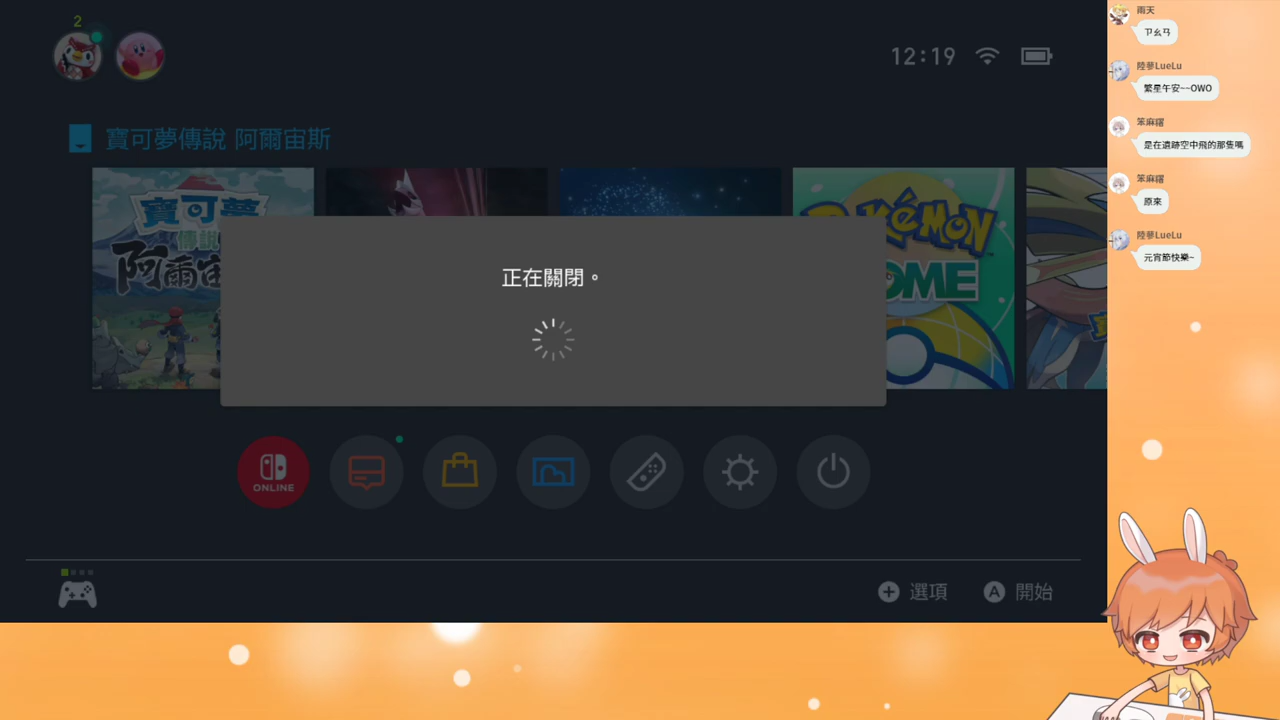 2
12:19
寶可夢傳說 阿爾宙斯
寶可夢
傳說
阿爾宙
Pokémon
OME
正在關閉。
ONLINE
選項
A 開始
雨天
ㄗㄠㄢ
陸夢LueLu
繁星午安~~OWO
笨麻糬
是在遺跡空中飛的那隻嗎
笨麻糬
原來
陸夢LueLu
元宵節快樂~